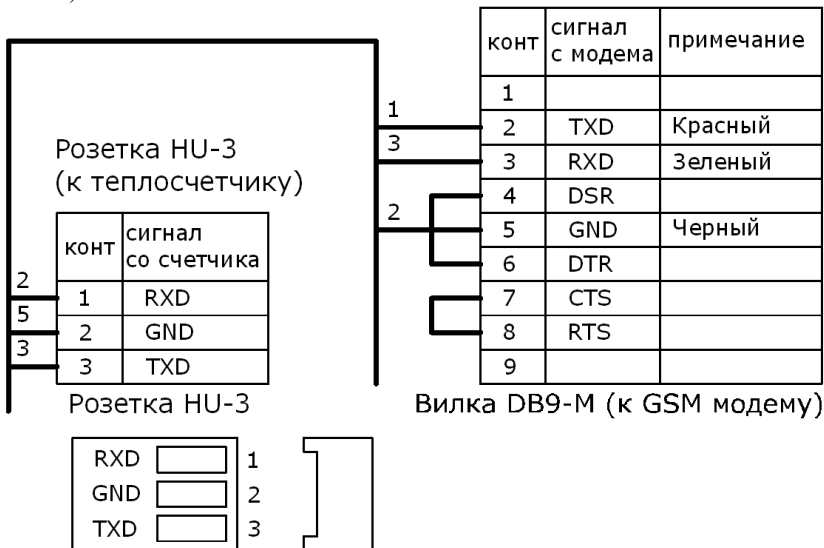 конт сигнал с модема примечание
1
2 TXD Красный
3 RXD Зеленый
4 DSR
5 GND Черный
6 DTR
7 CTS
8 RTS
9
Вилка DB9-M (к GSM модему)
1
3
2
Розетка HU-3
(к теплосчетчику)
конт сигнал со счетчика
2 1 RXD
5 2 GND
3 3 TXD
Розетка HU-3
RXD 1
GND 2
TXD 3